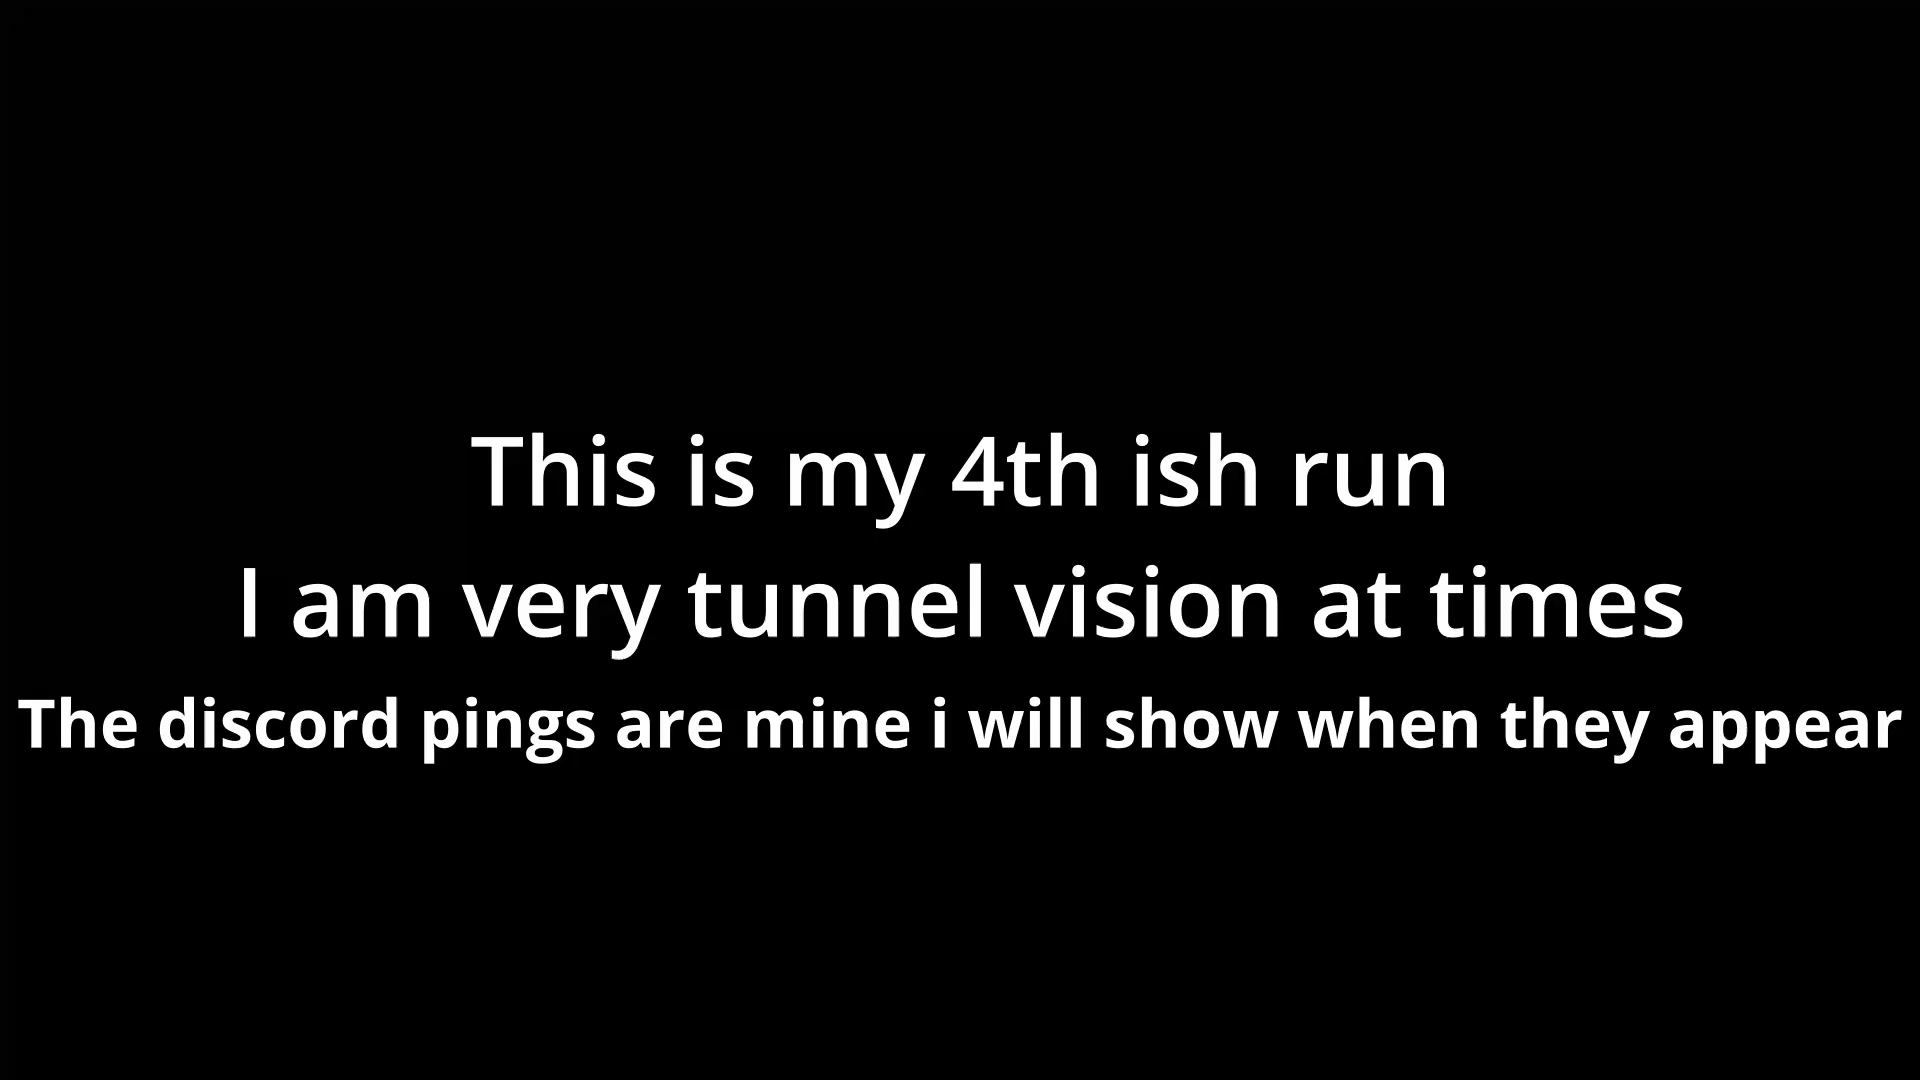 This is my 4th ish run
I am very tunnel vision at times
The discord pings are mine i will show when they appear